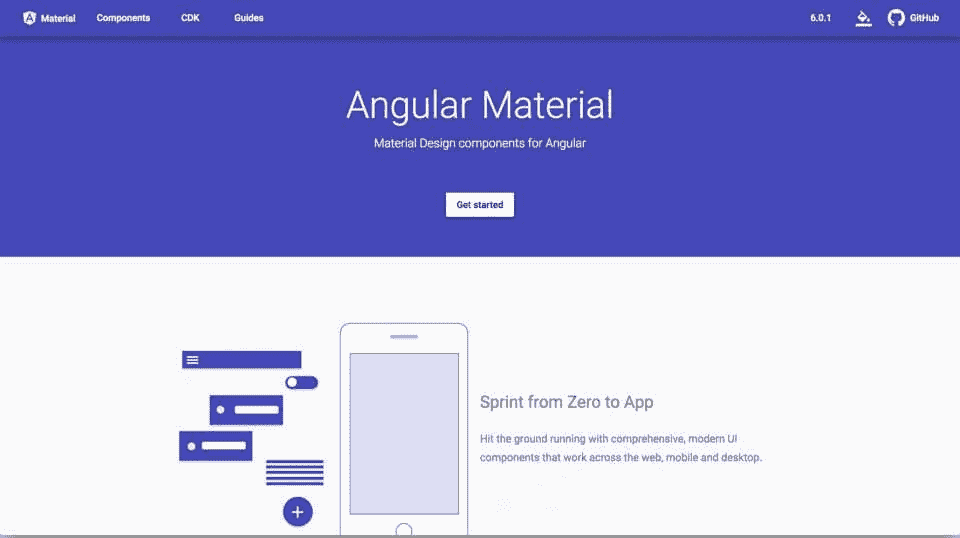 Material Components CDK Guides 6.0.1 GitHub
Angular Material
Material Design components for Angular
Get started
Sprint from Zero to App
Hit the ground running with comprehensive, modern UI
components that work across the web, mobile and desktop.